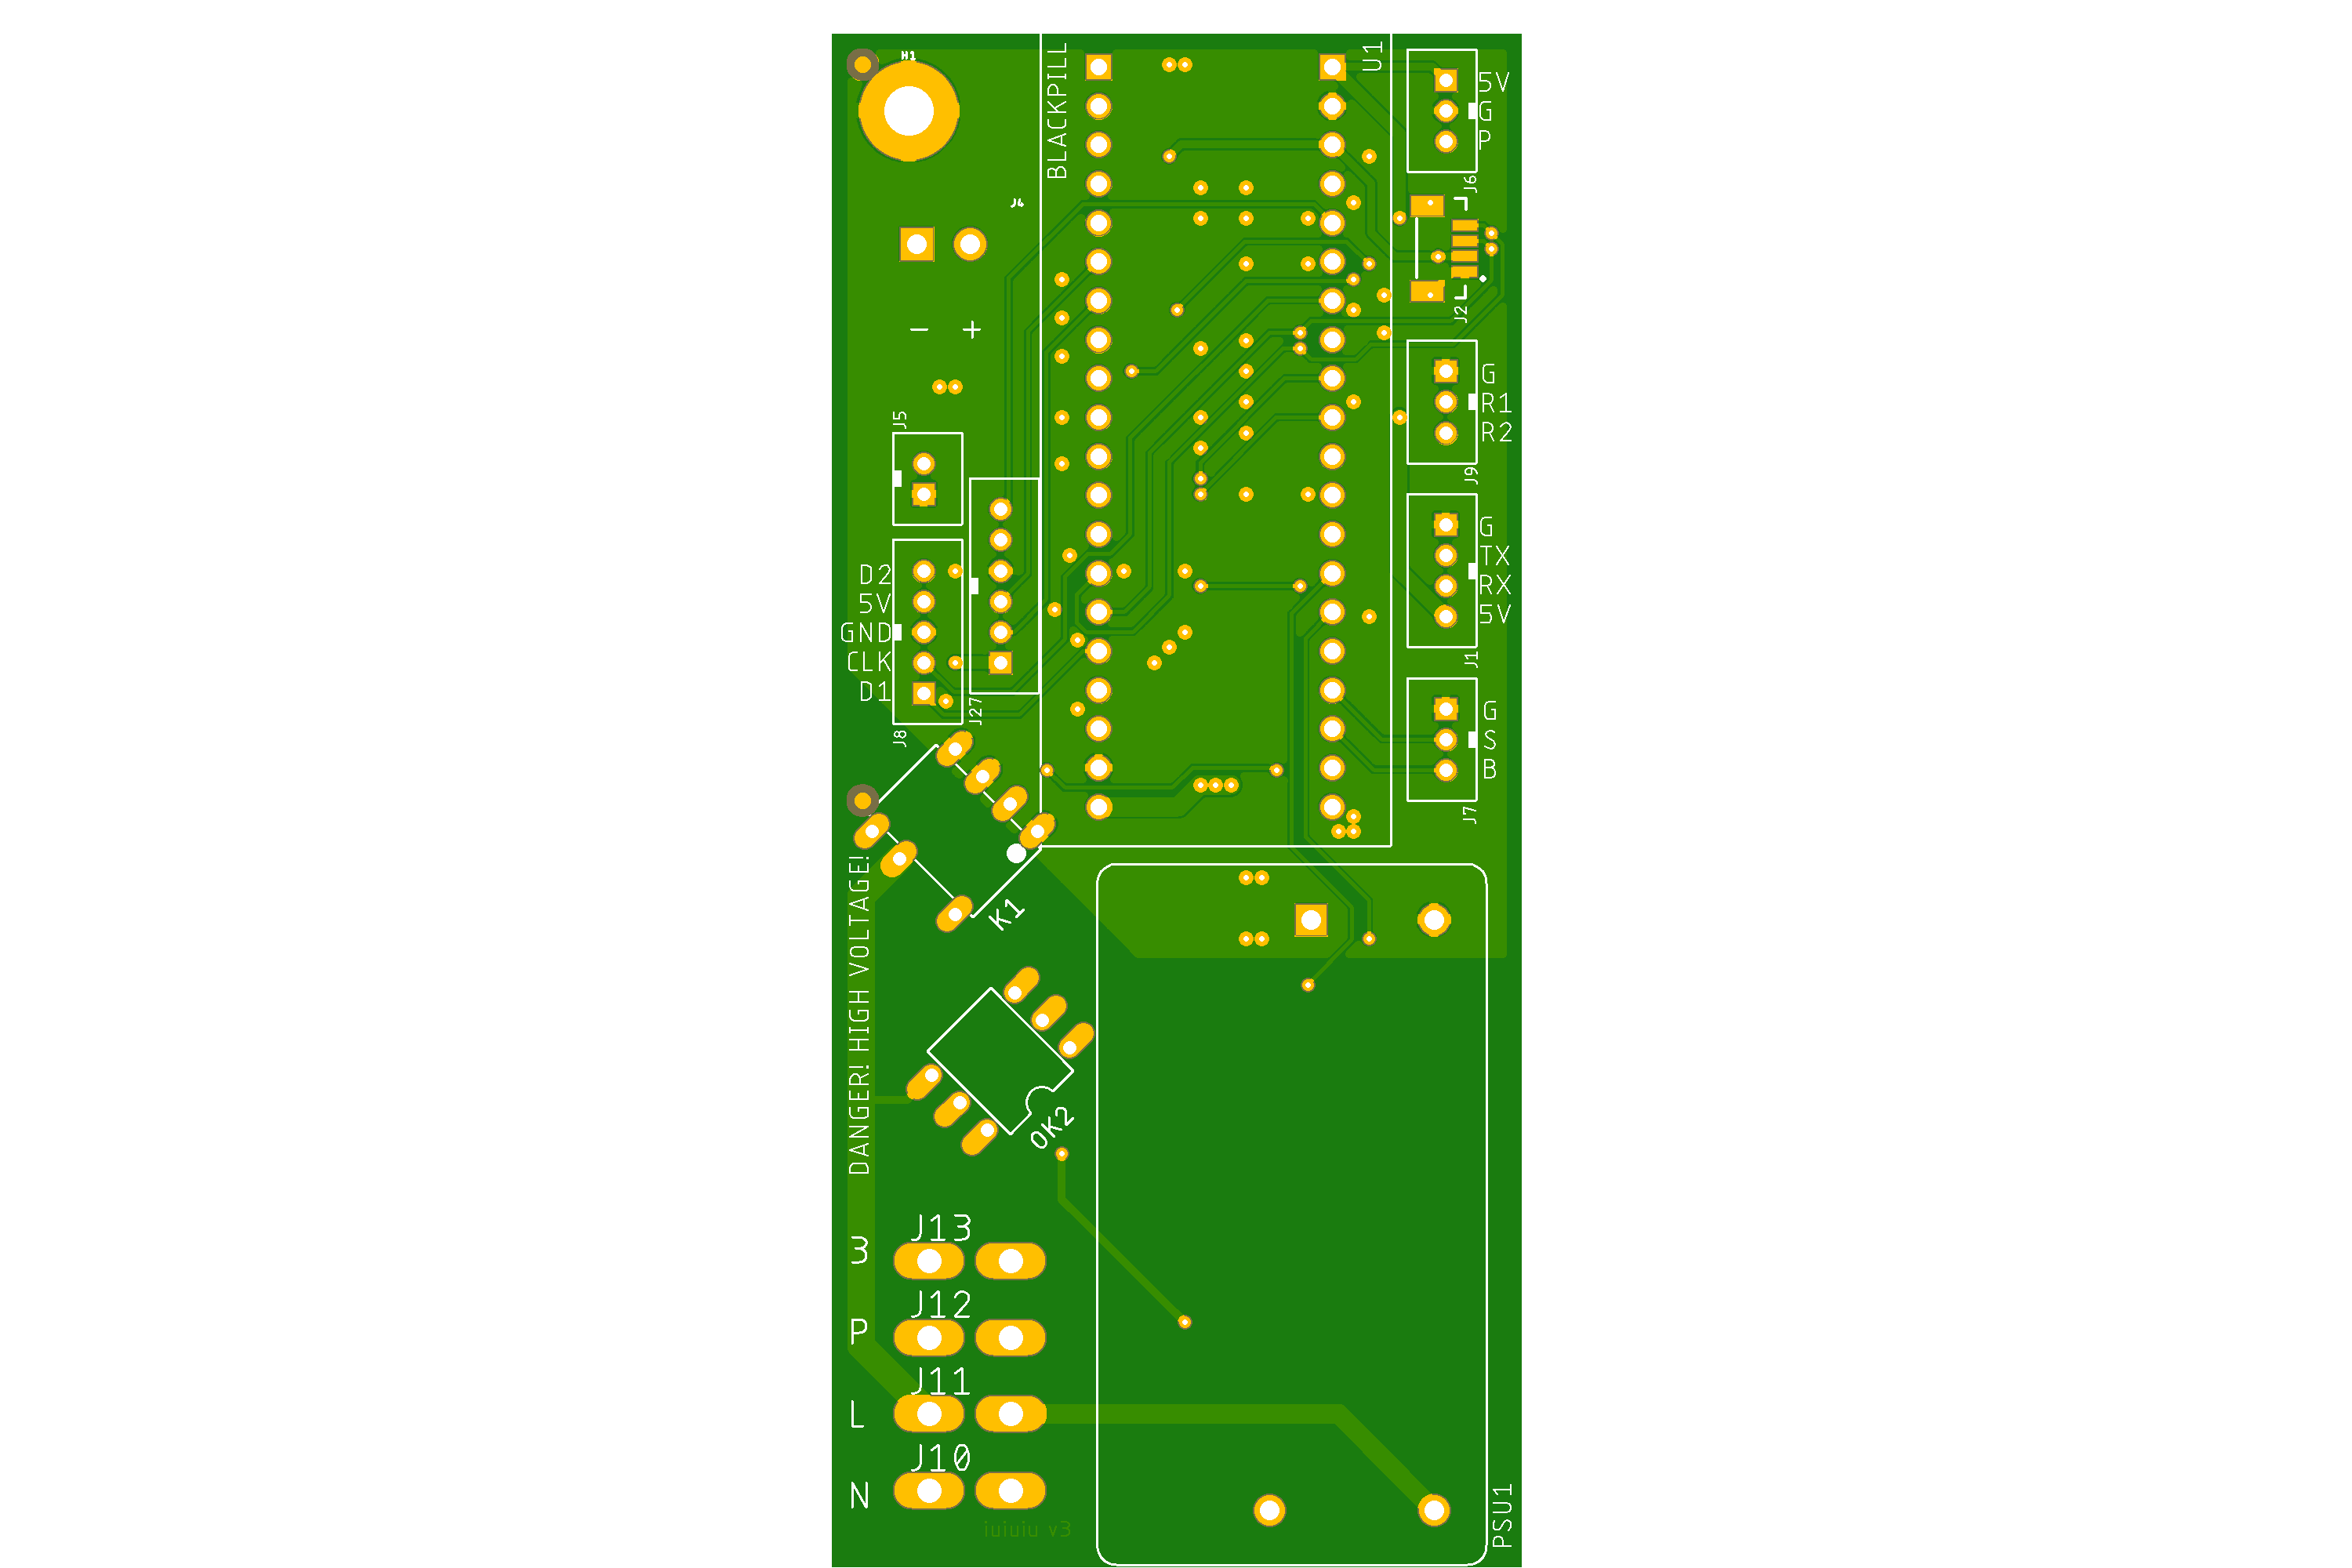 H1
BLACKPILL
U1
5V
G
P
J6
J4
- +
J2
J5
G
R1
R2
J9
D2
5V
GND
CLK
D1
J8
J27
G
TX
RX
5V
J1
G
S
B
J7
K1
DANGER! HIGH VOLTAGE!
OK2
J13
3
J12
P
J11
L
J10
N
iuiuiu v3
PSU1